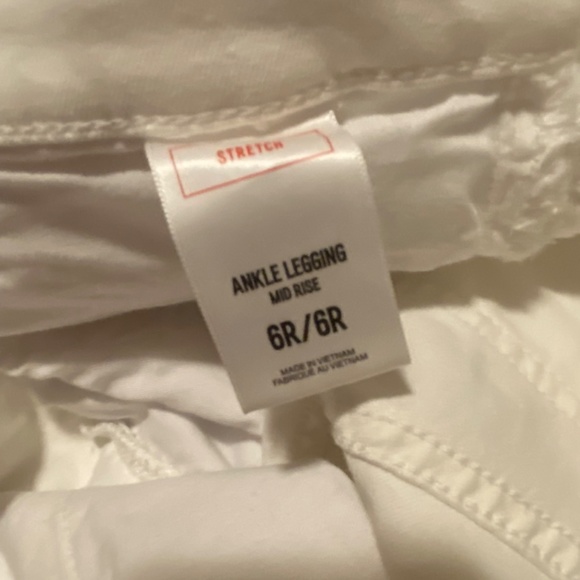 STRETCH
ANKLE LEGGING
MID RISE
6R/6R
MADE IN VIETNAM
FABRIQUÉ AU VIETNAM